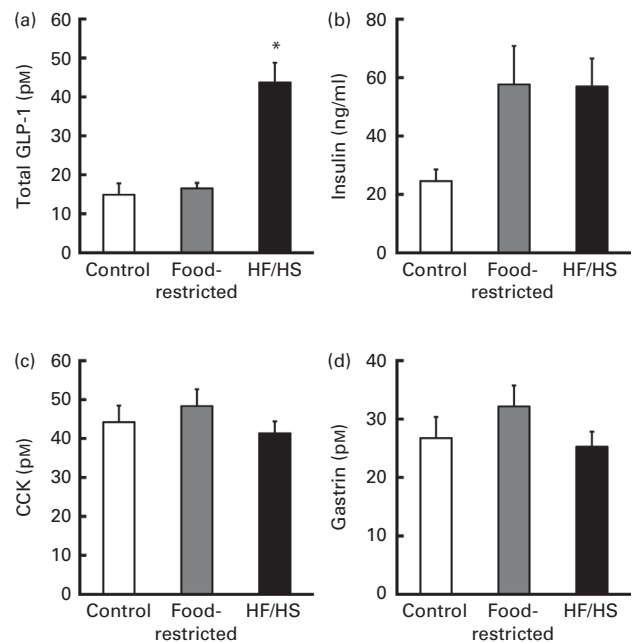 (a)
Total GLP-1 (pM)
60
50
40
30
20
10
0
*
Control
Food-
restricted
HF/HS
(b)
Insulin (ng/ml)
80
60
40
20
0
Control
Food-
restricted
HF/HS
(c)
CCK (pM)
60
50
40
30
20
10
0
Control
Food-
restricted
HF/HS
(d)
Gastrin (pM)
40
30
20
10
0
Control
Food-
restricted
HF/HS